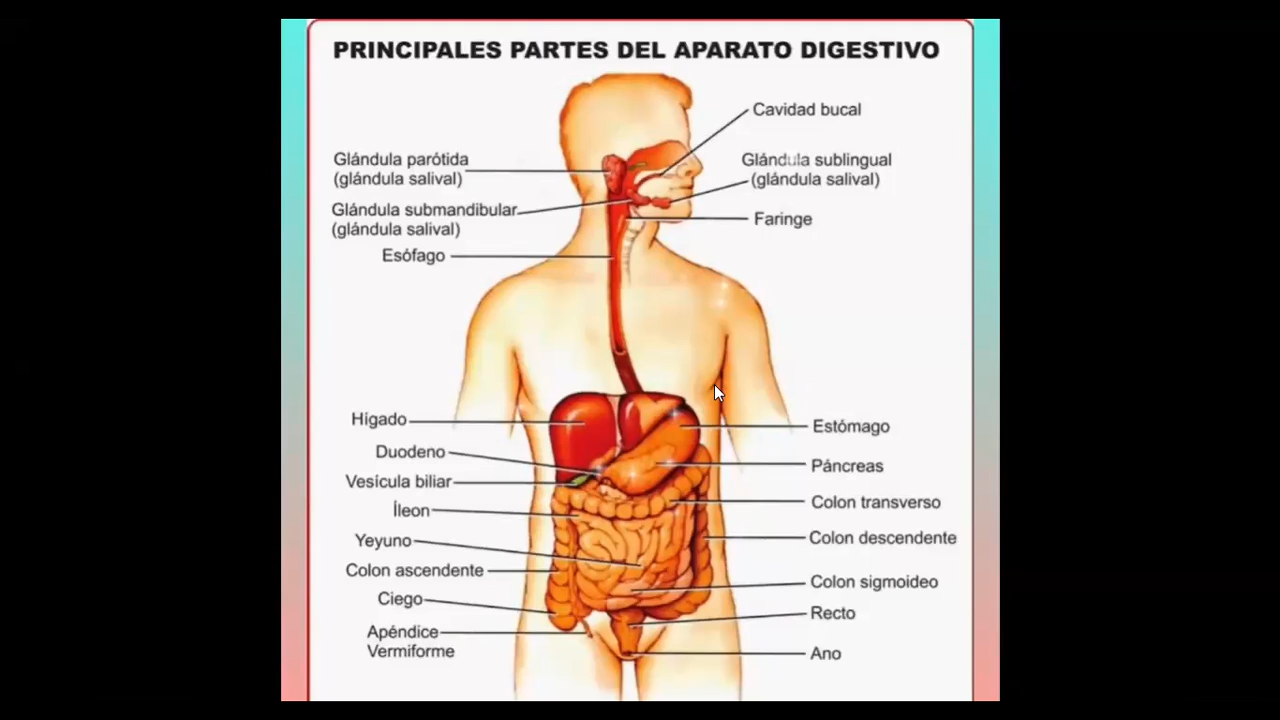 PRINCIPALES PARTES DEL APARATO DIGESTIVO
Cavidad bucal
Glándula parótida
(glándula salival)
Glándula sublingual
(glándula salival)
Glándula submandibular
(glándula salival)
Faringe
Esófago
Hígado
Estómago
Duodeno
Páncreas
Vesícula biliar
Colon transverso
Íleon
Colon descendente
Yeyuno
Colon ascendente
Colon sigmoideo
Ciego
Recto
Apéndice
Vermiforme
Ano